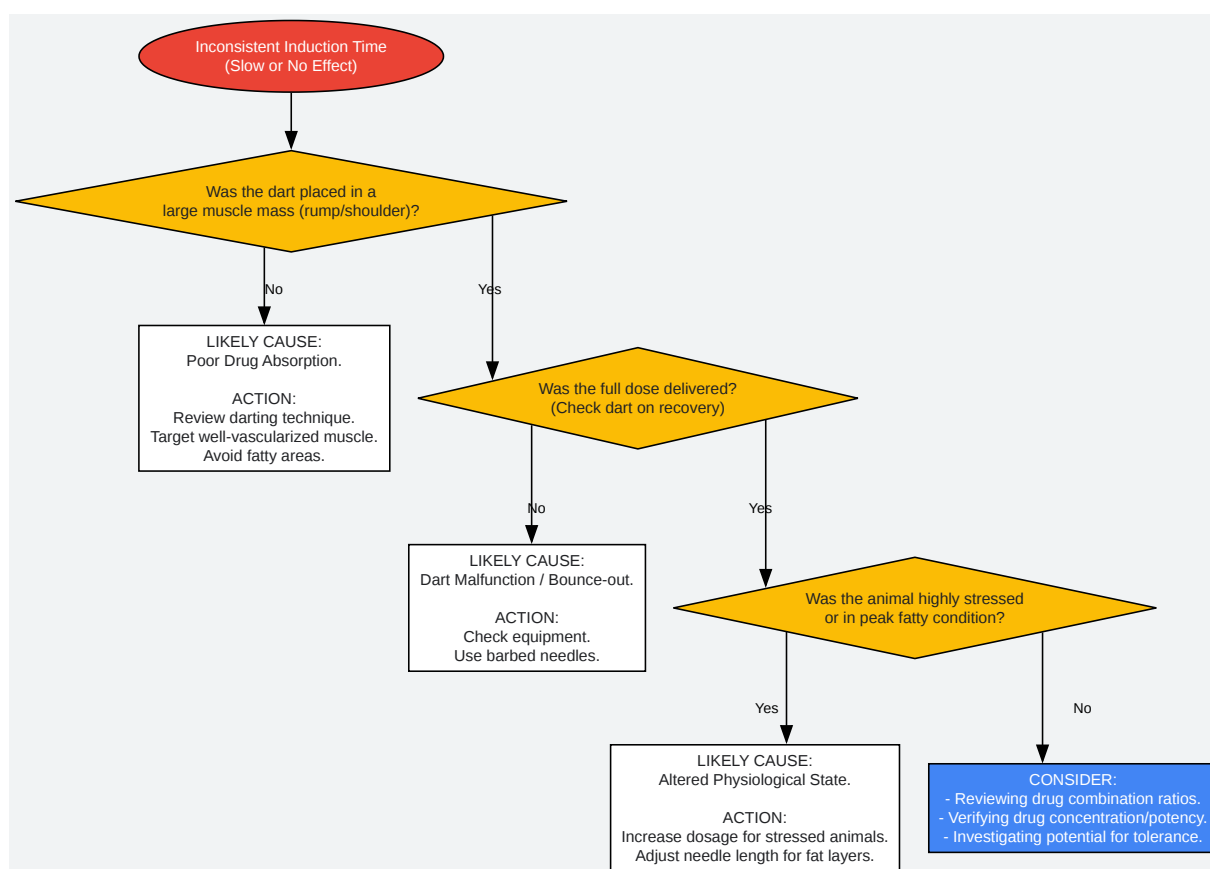 Inconsistent Induction Time
(Slow or No Effect)
Was the dart placed in a
large muscle mass (rump/shoulder)?
No
Yes
LIKELY CAUSE:
Poor Drug Absorption.
ACTION:
Review darting technique.
Target well-vascularized muscle.
Avoid fatty areas.
Was the full dose delivered?
(Check dart on recovery)
No
Yes
LIKELY CAUSE:
Dart Malfunction / Bounce-out.
ACTION:
Check equipment.
Use barbed needles.
Was the animal highly stressed
or in peak fatty condition?
Yes
No
LIKELY CAUSE:
Altered Physiological State.
ACTION:
Increase dosage for stressed animals.
Adjust needle length for fat layers.
CONSIDER:
- Reviewing drug combination ratios.
- Verifying drug concentration/potency.
- Investigating potential for tolerance.